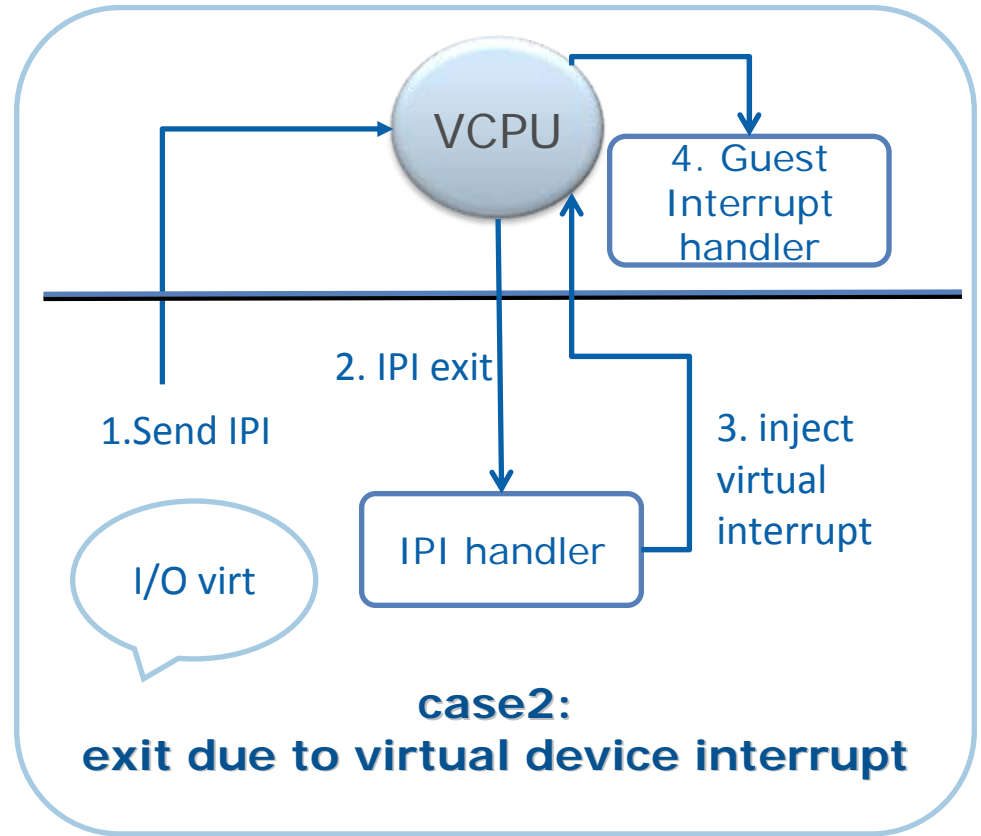 VCPU
4. Guest
Interrupt
handler
2. IPI exit
1.Send IPI
3. inject
virtual
interrupt
IPI handler
I/O virt
case2:
exit due to virtual device interrupt